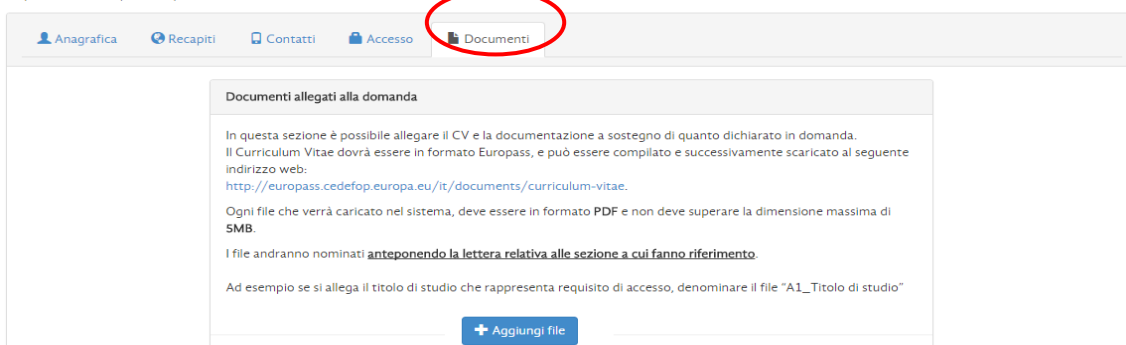 Anagrafica Recapiti Contatti Accesso Documenti
Documenti allegati alla domanda
In questa sezione è possibile allegare il CV e la documentazione a sostegno di quanto dichiarato in domanda.
Il Curriculum Vitae dovrà essere in formato Europass, e può essere compilato e successivamente scaricato al seguente
indirizzo web:
http://europass.cedefop.europa.eu/it/documents/curriculum-vitae.
Ogni file che verrà caricato nel sistema, deve essere in formato PDF e non deve superare la dimensione massima di
5MB.
I file andranno nominati anteponendo la lettera relativa alle sezione a cui fanno riferimento.
Ad esempio se si allega il titolo di studio che rappresenta requisito di accesso, denominare il file "A1_Titolo di studio"
Aggiungi file